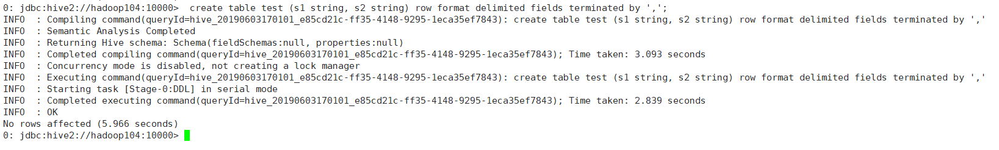 0: jdbc:hive2://hadoop104:10000>  create table test (s1 string, s2 string) row format delimited fields terminated by ',';
INFO  : Compiling command(queryId=hive_20190603170101_e85cd21c-ff35-4148-9295-1eca35ef7843): create table test (s1 string, s2 string) row format delimited fields terminated by ','
INFO  : Semantic Analysis Completed
INFO  : Returning Hive schema: Schema(fieldSchemas:null, properties:null)
INFO  : Completed compiling command(queryId=hive_20190603170101_e85cd21c-ff35-4148-9295-1eca35ef7843); Time taken: 3.093 seconds
INFO  : Concurrency mode is disabled, not creating a lock manager
INFO  : Executing command(queryId=hive_20190603170101_e85cd21c-ff35-4148-9295-1eca35ef7843): create table test (s1 string, s2 string) row format delimited fields terminated by ','
INFO  : Starting task [Stage-0:DDL] in serial mode
INFO  : Completed executing command(queryId=hive_20190603170101_e85cd21c-ff35-4148-9295-1eca35ef7843); Time taken: 2.839 seconds
INFO  : OK
No rows affected (5.966 seconds)
0: jdbc:hive2://hadoop104:10000>